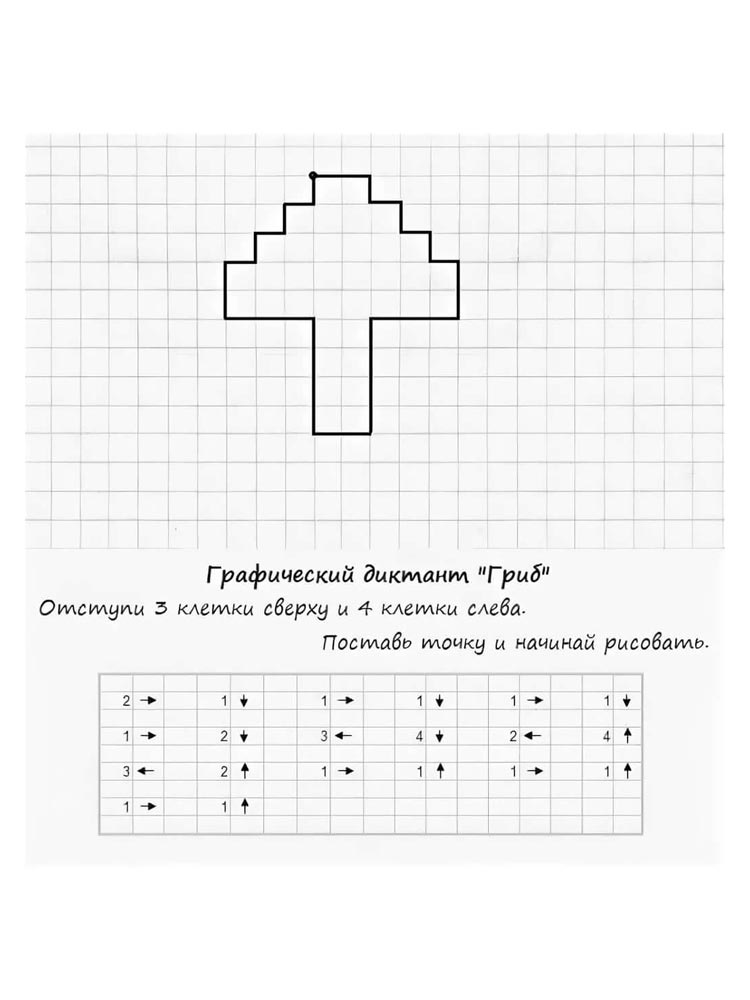 Графический диктант "Гриб"
Отступи 3 клетки сверху и 4 клетки слева.
Поставь точку и начинай рисовать.
2 → 1 ↓ 1 → 1 ↓ 1 → 1 ↓
1 → 2 ↓ 3 ← 4 ↓ 2 ← 4 ↑
3 ← 2 ↑ 1 → 1 ↑ 1 → 1 ↑
1 → 1 ↑